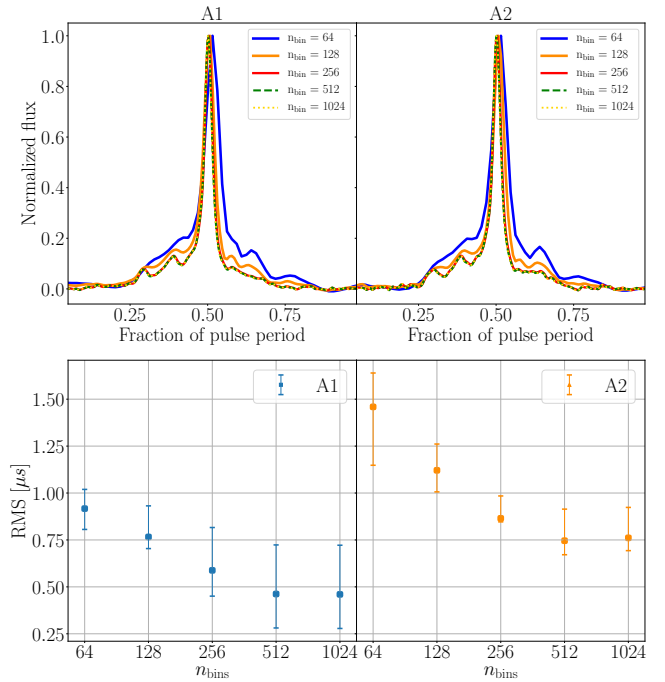 A1
A2
Normalized flux
1.0
0.8
0.6
0.4
0.2
0.0
n_bin = 64
n_bin = 128
n_bin = 256
n_bin = 512
n_bin = 1024
n_bin = 64
n_bin = 128
n_bin = 256
n_bin = 512
n_bin = 1024
0.25 0.50 0.75
0.25 0.50 0.75
Fraction of pulse period
Fraction of pulse period
RMS [μs]
1.50
1.25
1.00
0.75
0.50
0.25
A1
A2
64 128 256 512 1024
64 128 256 512 1024
n_bins
n_bins